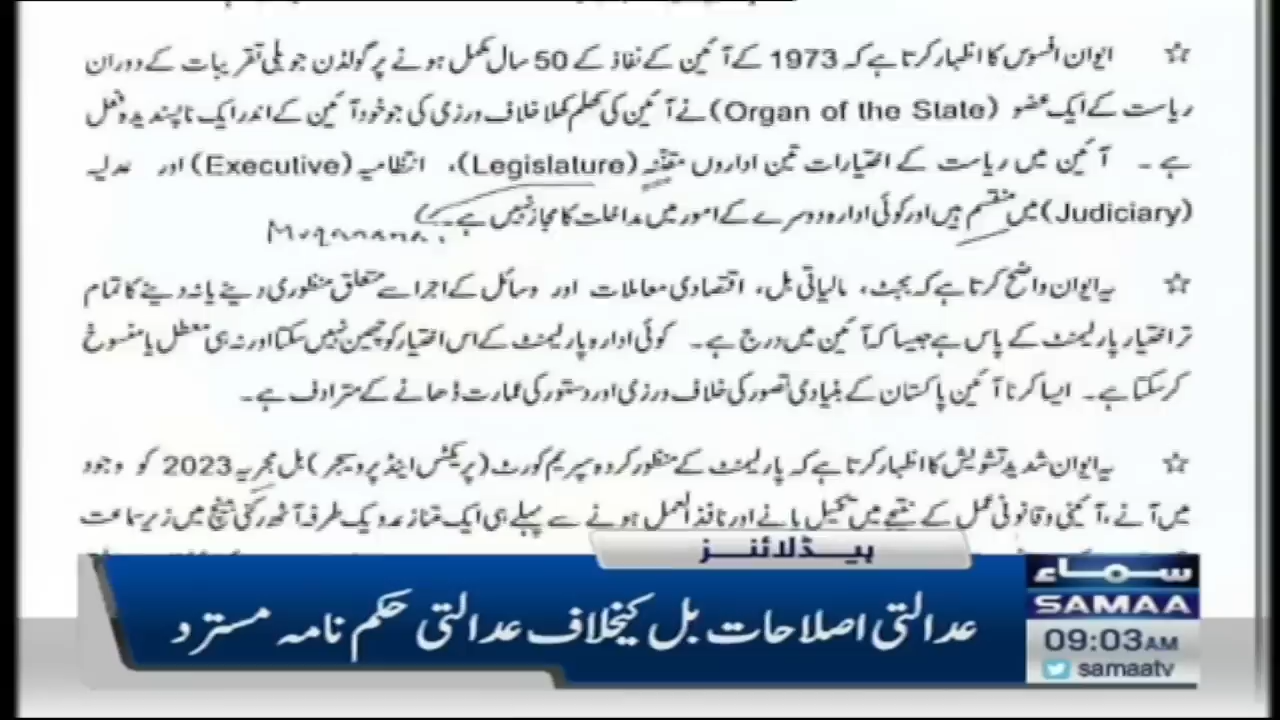 ☆ ایوان افسوس کا اظہار کرتا ہے کہ 1973 کے آئین کے نفاذ کے 50 سال مکمل ہونے پر گولڈن جوبلی تقریبات کے دوران
ریاست کے ایک عضو (Organ of the State) نے آئین کی کھلم کھلا خلاف ورزی کی جو خود آئین کے اندر ایک ناپسندیدہ فعل
ہے ۔ آئین میں ریاست کے اختیارات تین اداروں مقنّنہ (Legislature)، انتظامیہ (Executive) اور عدلیہ
(Judiciary) میں منقسم ہیں اور کوئی ادارہ دوسرے کے امور میں مداخلت کا مجاز نہیں ہے ۔
Muqanana.
☆ یہ ایوان واضح کرتا ہے کہ بجٹ، مالیاتی بل، اقتصادی معاملات اور وسائل کے اجرا سے متعلق منظوری دینے یا نہ دینے کا تمام
تر اختیار پارلیمنٹ کے پاس ہے جیسا کہ آئین میں درج ہے ۔ کوئی ادارہ پارلیمنٹ کے اس اختیار کو چھین نہیں سکتا اور نہ ہی معطل یا منسوخ
کر سکتا ہے ۔ ایسا کرنا آئین پاکستان کے بنیادی تصور کی خلاف ورزی اور دستور کی عمارت ڈھانے کے مترادف ہے ۔
☆ یہ ایوان شدید تشویش کا اظہار کرتا ہے کہ پارلیمنٹ کے منظور کردہ سپریم کورٹ (پریکٹس اینڈ پروسیجر) بل مجریہ 2023 کو وجود
میں آنے، آئینی و قانونی عمل کے نتیجے میں تکمیل پانے اور نافذ العمل ہونے سے پہلے ہی ایک متنازعہ و یک طرفہ آٹھ رکنی بینچ میں زیر سماعت
ہیڈلائنز
عدالتی اصلاحات بل کیخلاف عدالتی حکم نامہ مسترد
سماء
SAMAA
09:03 AM
samaatv